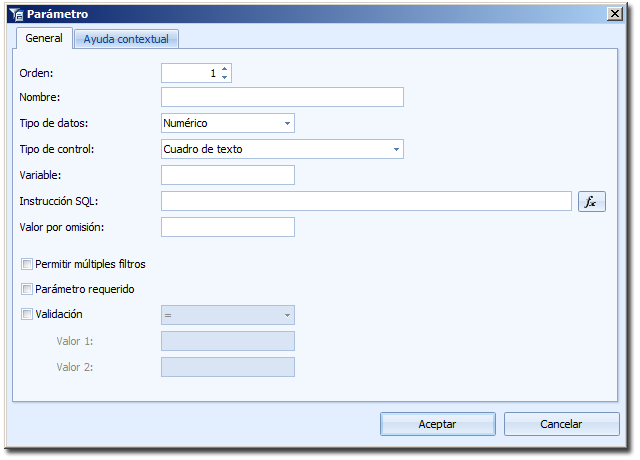 Parámetro
General Ayuda contextual
Orden: 1
Nombre:
Tipo de datos: Numérico
Tipo de control: Cuadro de texto
Variable:
Instrucción SQL: fx
Valor por omisión:
Permitir múltiples filtros
Parámetro requerido
Validación =
Valor 1:
Valor 2:
Aceptar Cancelar